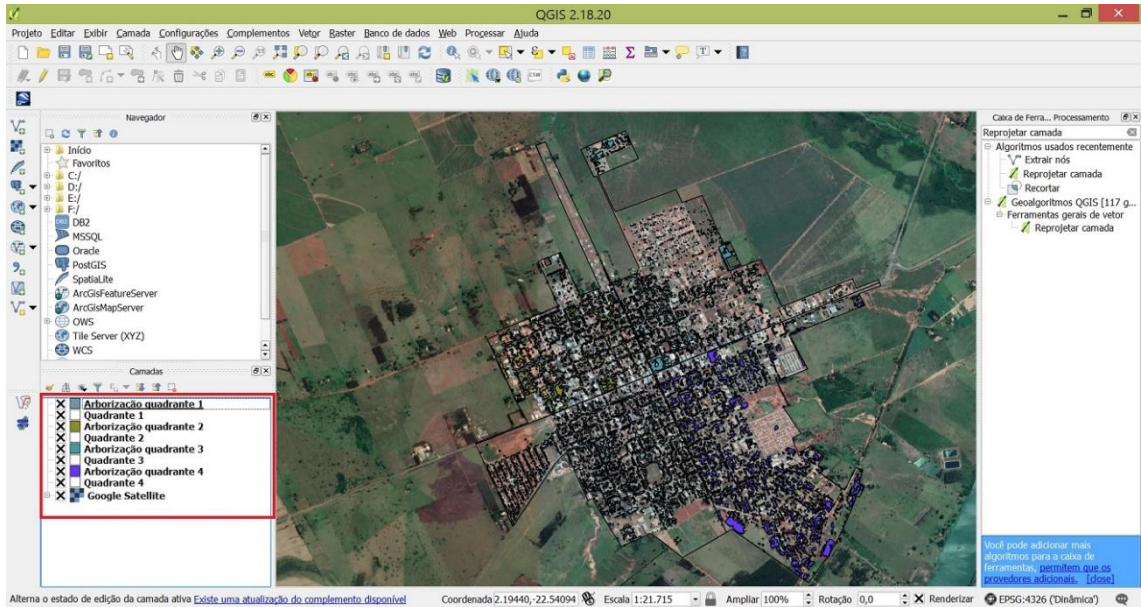 QGIS 2.18.20
Projeto Editar Exibir Camada Configurações Complementos Vetor Raster Banco de dados Web Processar Ajuda
Navegador
Início
Favoritos
C:/
D:/
E:/
F:/
DB2
MSSQL
Oracle
PostGIS
SpatiaLite
ArcGisFeatureServer
ArcGisMapServer
OWS
Tile Server (XYZ)
WCS
Camadas
Arborização quadrante 1
Quadrante 1
Arborização quadrante 2
Quadrante 2
Arborização quadrante 3
Quadrante 3
Arborização quadrante 4
Quadrante 4
Google Satellite
Caixa de Ferra... Processamento
Reprojetar camada
Algoritmos usados recentemente
Extrair nós
Reprojetar camada
Recortar
Geoalgoritmos QGIS [117 g...
Ferramentas gerais de vetor
Reprojetar camada
Você pode adicionar mais
algoritmos para a caixa de
ferramentas, permitem que os
provedores adicionais. [close]
Alterna o estado de edição da camada ativa Existe uma atualização do complemento disponível Coordenada 2.19440,-22.54094 Escala 1:21.715 Ampliar 100% Rotação 0,0 Renderizar EPSG:4326 ('Dinâmica')